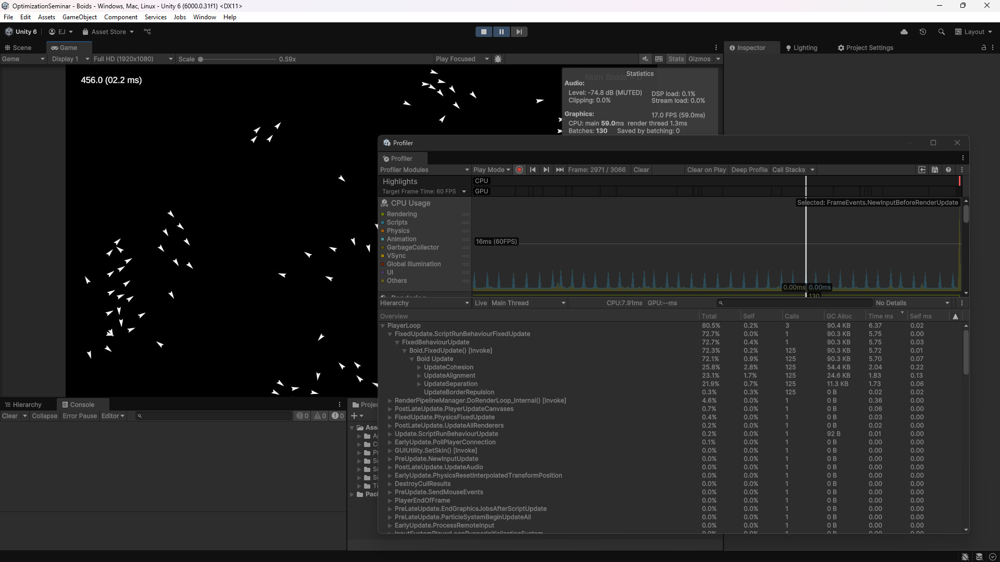 OptimizationSeminar - Boids - Windows, Mac, Linux - Unity 6 (6000.0.31f1) <DX11>
File Edit Assets GameObject Component Services Jobs Window Help
Unity 6 EJ Asset Store Layout
Scene Game Inspector Lighting Project Settings
Game Display 1 Full HD (1920x1080) Scale 0.59x Play Focused Stats Gizmos
456.0 (02.2 ms)
Statistics
Num Boids = 
Audio:
Level: -74.8 dB (MUTED) DSP load: 0.1%
Clipping: 0.0% Stream load: 0.0%
Graphics: 17.0 FPS (59.0ms)
CPU: main 59.0ms render thread 1.3ms
Batches: 130 Saved by batching: 0
Profiler
Profiler
Profiler Modules Play Mode Frame: 2971 / 3066 Clear Clear on Play Deep Profile Call Stacks
Highlights CPU
Target Frame Time: 60 FPS GPU
CPU Usage Selected: FrameEvents.NewInputBeforeRenderUpdate
Rendering
Scripts
Physics
Animation
16ms (60FPS)
GarbageCollector
VSync
Global Illumination
UI
Others
0.00ms 0.00ms
Rendering 130
Hierarchy Live Main Thread CPU:7.91ms GPU:--ms No Details
Overview Total Self Calls GC Alloc Time ms Self ms
PlayerLoop 80.5% 0.2% 3 90.4 KB 6.37 0.02
FixedUpdate.ScriptRunBehaviourFixedUpdate 72.7% 0.0% 1 90.3 KB 5.75 0.00
FixedBehaviourUpdate 72.7% 0.4% 1 90.3 KB 5.75 0.03
Boid.FixedUpdate() [Invoke] 72.3% 0.2% 125 90.3 KB 5.72 0.01
Boid Update 72.1% 0.9% 125 90.3 KB 5.70 0.07
UpdateCohesion 25.8% 2.8% 125 54.4 KB 2.04 0.22
UpdateAlignment 23.1% 1.7% 125 24.6 KB 1.83 0.13
UpdateSeparation 21.9% 0.7% 125 11.3 KB 1.73 0.06
UpdateBorderRepulsion 0.3% 0.3% 125 0 B 0.02 0.02
RenderPipelineManager.DoRenderLoop_Internal() [Invoke] 4.6% 0.0% 1 0 B 0.36 0.00
PostLateUpdate.PlayerUpdateCanvases 0.7% 0.0% 1 0 B 0.06 0.00
FixedUpdate.PhysicsFixedUpdate 0.4% 0.0% 1 0 B 0.03 0.00
PostLateUpdate.UpdateAllRenderers 0.2% 0.0% 1 0 B 0.02 0.00
Update.ScriptRunBehaviourUpdate 0.2% 0.0% 1 92 B 0.01 0.00
EarlyUpdate.PollPlayerConnection 0.1% 0.0% 1 0 B 0.00 0.00
GUIUtility.SetSkin() [Invoke] 0.0% 0.0% 1 0 B 0.00 0.00
PreUpdate.NewInputUpdate 0.0% 0.0% 1 0 B 0.00 0.00
PostLateUpdate.UpdateAudio 0.0% 0.0% 1 0 B 0.00 0.00
EarlyUpdate.PhysicsResetInterpolatedTransformPosition 0.0% 0.0% 1 0 B 0.00 0.00
DestroyCullResults 0.0% 0.0% 1 0 B 0.00 0.00
PreUpdate.SendMouseEvents 0.0% 0.0% 1 0 B 0.00 0.00
PlayerEndOfFrame 0.0% 0.0% 1 0 B 0.00 0.00
PreLateUpdate.EndGraphicsJobsAfterScriptUpdate 0.0% 0.0% 1 0 B 0.00 0.00
PreLateUpdate.ParticleSystemBeginUpdateAll 0.0% 0.0% 1 0 B 0.00 0.00
EarlyUpdate.ProcessRemoteInput 0.0% 0.0% 1 0 B 0.00 0.00
InputSystemPlayerLoopRunnerInitializationSystem 0.0% 0.0% 1 0 B 0.00 0.00
Hierarchy Console Projec
Clear Collapse Error Pause Editor 0 0 0
Ass
A
C
P
S
S
S
T
Pac